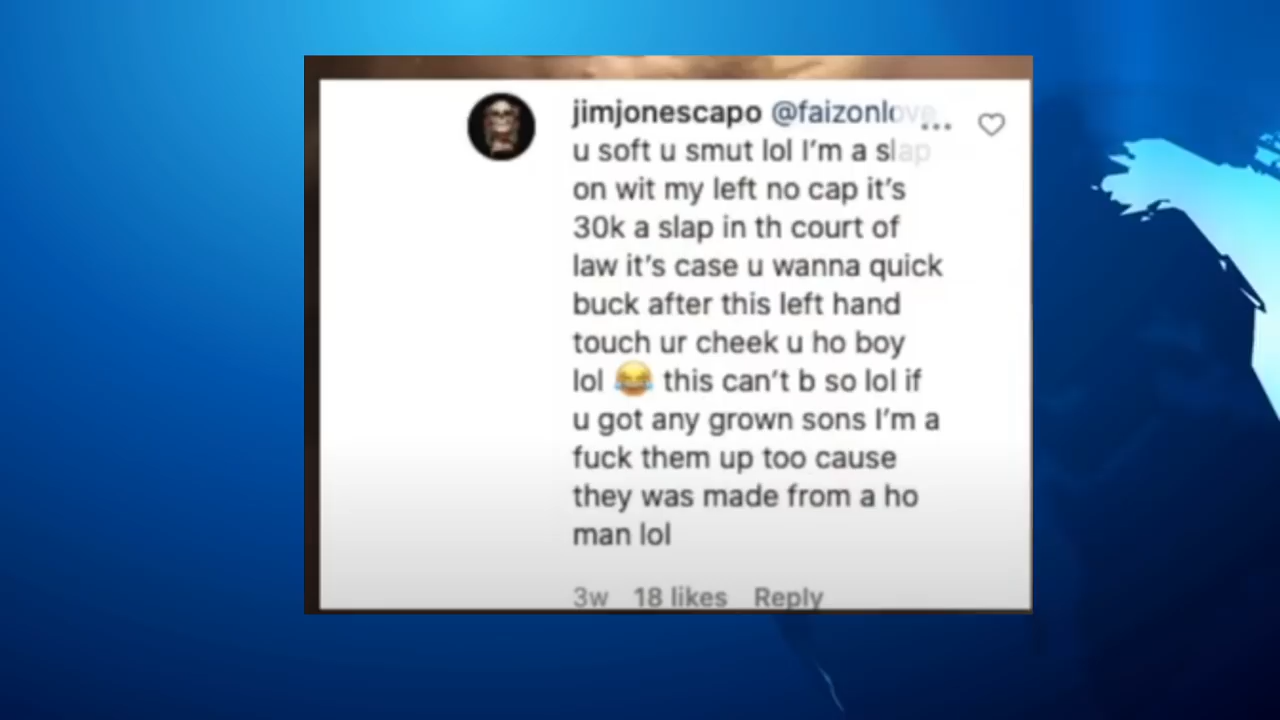 jimjonescapo @faizonlove ...
u soft u smut lol I'm a slap
on wit my left no cap it's
30k a slap in th court of
law it's case u wanna quick
buck after this left hand
touch ur cheek u ho boy
lol 😂 this can't b so lol if
u got any grown sons I'm a
fuck them up too cause
they was made from a ho
man lol
3w 18 likes Reply